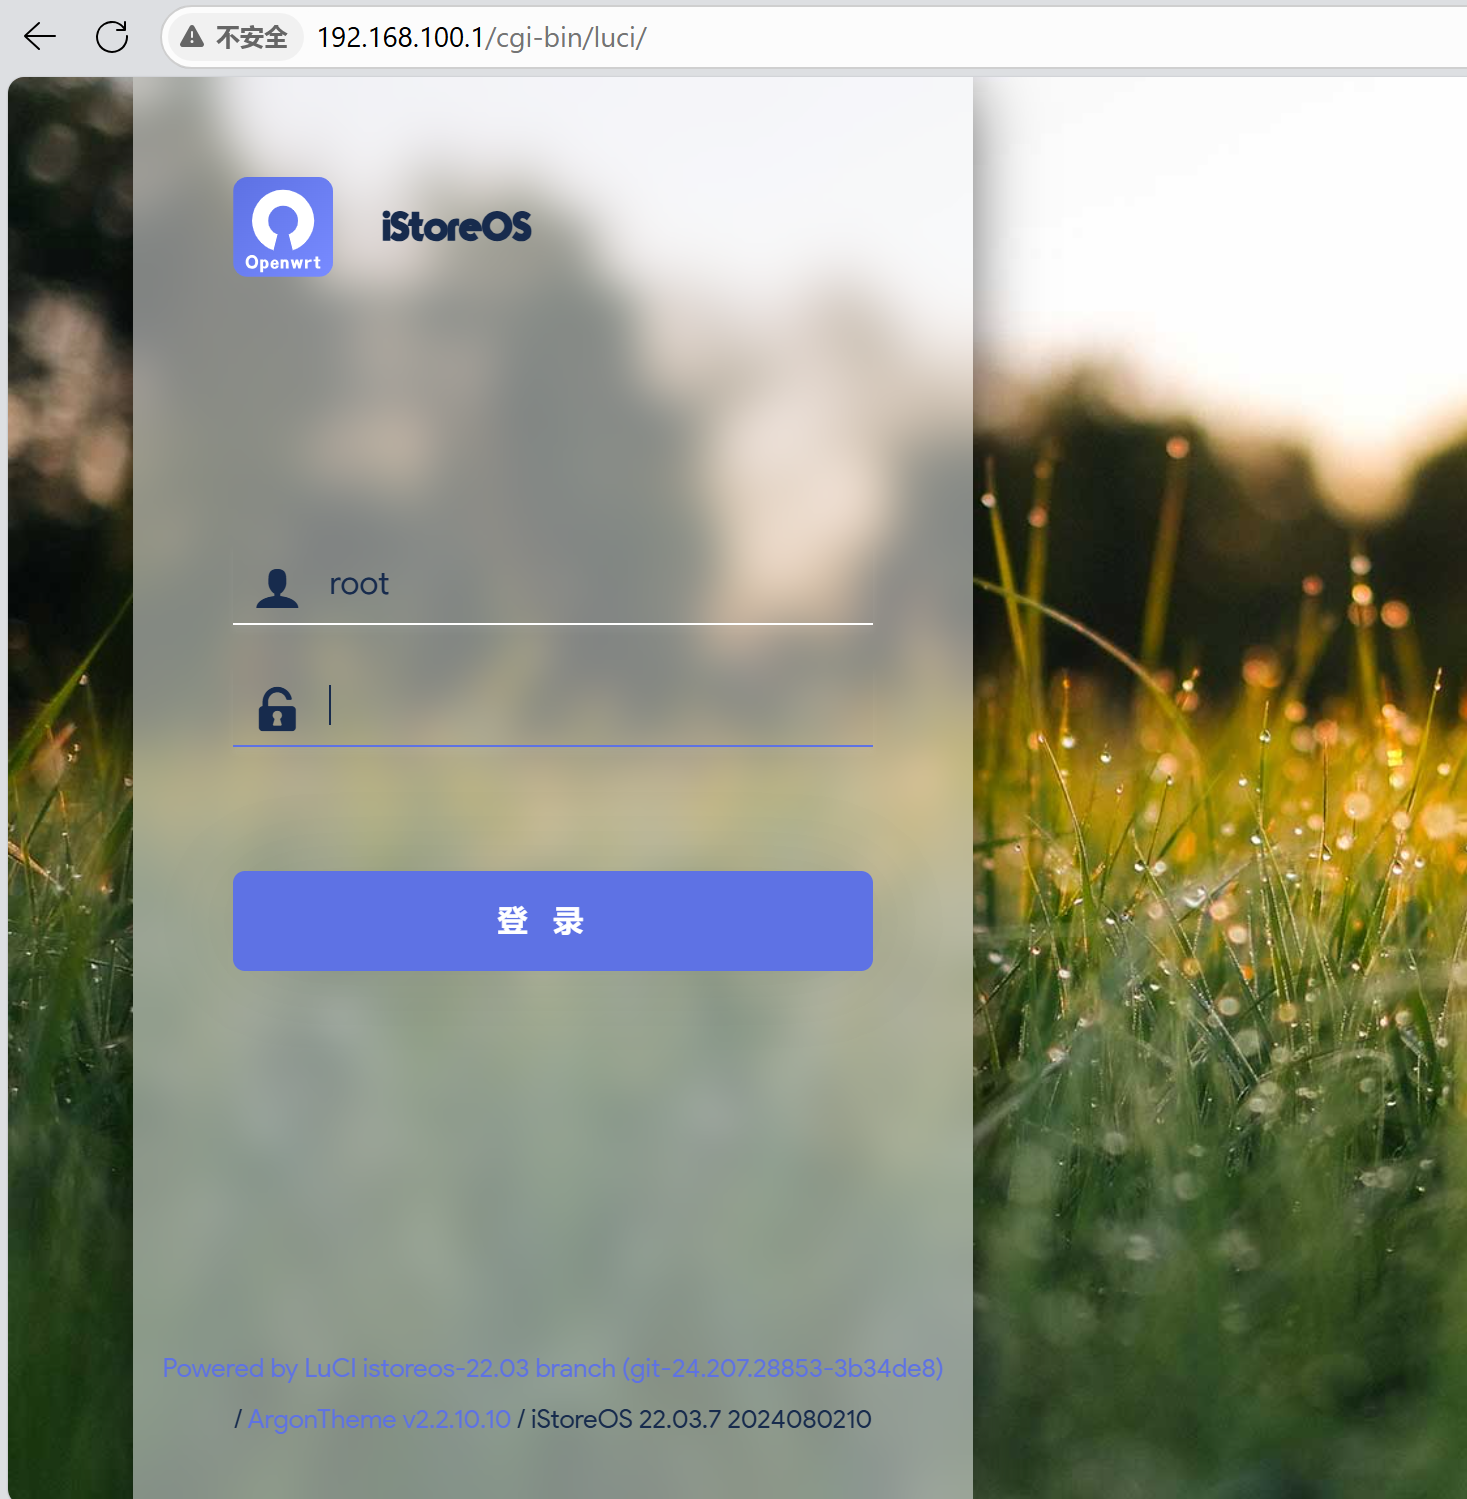 不安全 192.168.100.1/cgi-bin/luci/
Openwrt
iStoreOS
root
登 录
Powered by LuCI istoreos-22.03 branch (git-24.207.28853-3b34de8)
/ ArgonTheme v2.2.10.10 / iStoreOS 22.03.7 2024080210